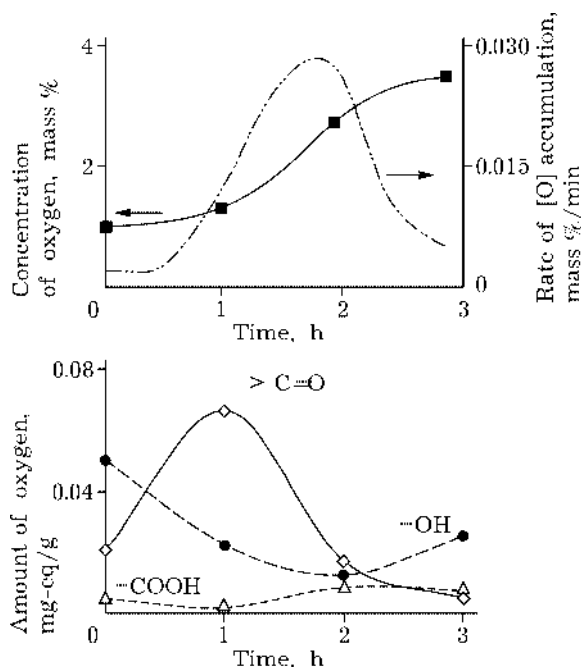 4
2
0
1
2
3
Time, h
Concentration
of oxygen, mass %
0.030
0.015
0
Rate of [O] accumulation,
mass %/min
0.08
0.04
0
1
2
3
Time, h
Amount of oxygen,
mg-eq/g
> C=O
-OH
-COOH